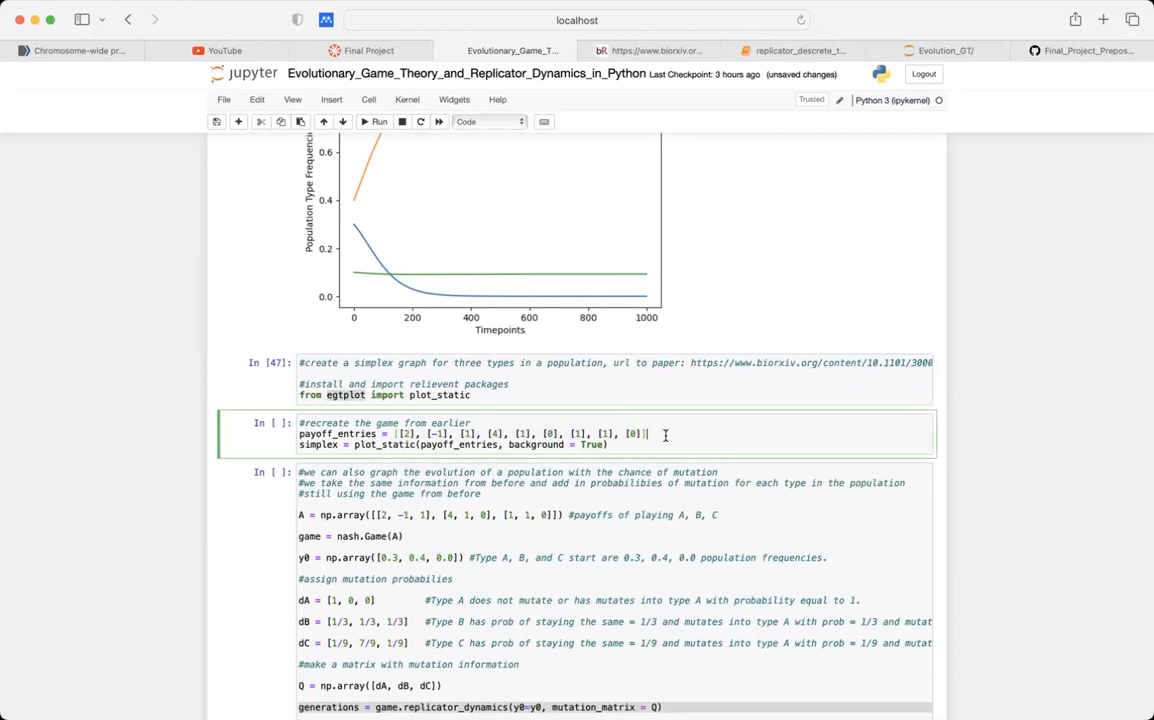 localhost
Chromosome-wide pr...
YouTube
Final Project
Evolutionary_Game_T...
https://www.biorxiv.or...
replicator_descrete_t...
Evolution_GT/
Final_Project_Prepos...
jupyter Evolutionary_Game_Theory_and_Replicator_Dynamics_in_Python Last Checkpoint: 3 hours ago (unsaved changes)
Logout
File Edit View Insert Cell Kernel Widgets Help
Trusted
Python 3 (ipykernel)
Run
Code
Population Type Frequencies
0.6
0.4
0.2
0.0
0 200 400 600 800 1000
Timepoints
In [47]: #create a simplex graph for three types in a population, url to paper: https://www.biorxiv.org/content/10.1101/3000
#install and import relievent packages
from egtplot import plot_static
In [ ]: #recreate the game from earlier
payoff_entries = [[2], [-1], [1], [4], [1], [0], [1], [1], [0]]
simplex = plot_static(payoff_entries, background = True)
In [ ]: #we can also graph the evolution of a population with the chance of mutation
#we take the same information from before and add in probabilibies of mutation for each type in the population
#still using the game from before
A = np.array([[2, -1, 1], [4, 1, 0], [1, 1, 0]]) #payoffs of playing A, B, C
game = nash.Game(A)
y0 = np.array([0.3, 0.4, 0.0]) #Type A, B, and C start are 0.3, 0.4, 0.0 population frequencies.
#assign mutation probabilies
dA = [1, 0, 0] #Type A does not mutate or has mutates into type A with probability equal to 1.
dB = [1/3, 1/3, 1/3] #Type B has prob of staying the same = 1/3 and mutates into type A with prob = 1/3 and mutat
dC = [1/9, 7/9, 1/9] #Type C has prob of staying the same = 1/9 and mutates into type A with prob = 1/9 and mutat
#make a matrix with mutation information
Q = np.array([dA, dB, dC])
generations = game.replicator_dynamics(y0=y0, mutation_matrix = Q)